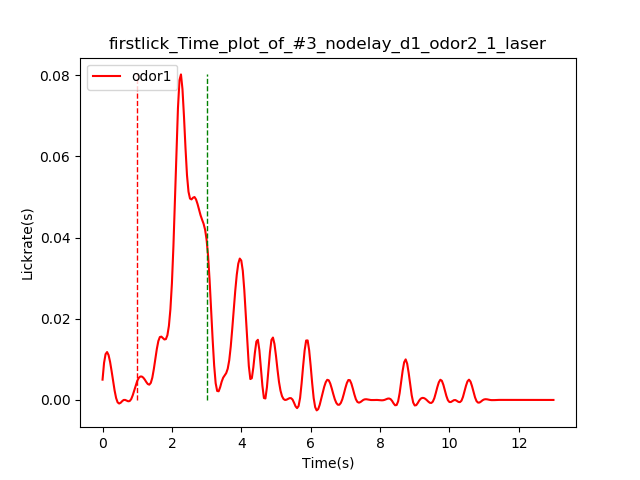 firstlick_Time_plot_of_#3_nodelay_d1_odor2_1_laser
odor1
0.08
0.06
0.04
0.02
0.00
Lickrate(s)
0 2 4 6 8 10 12
Time(s)